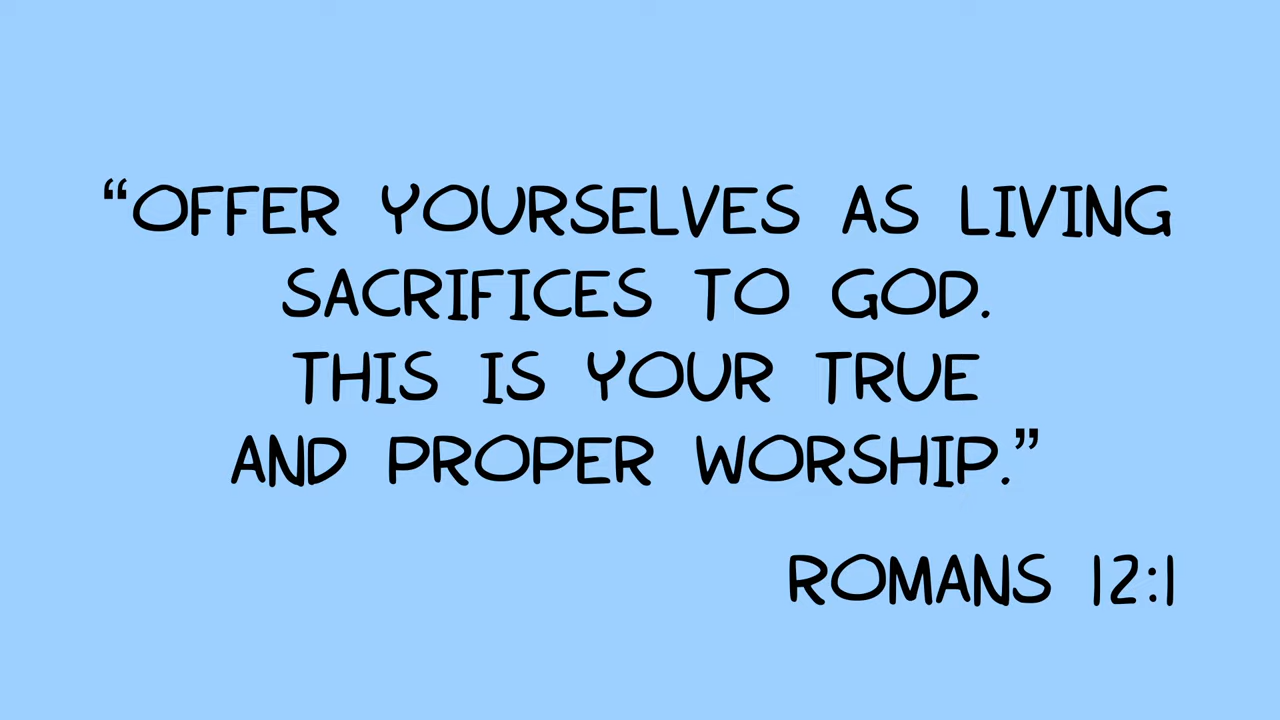 “OFFER YOURSELVES AS LIVING
SACRIFICES TO GOD.
THIS IS YOUR TRUE
AND PROPER WORSHIP.”
ROMANS 12:1